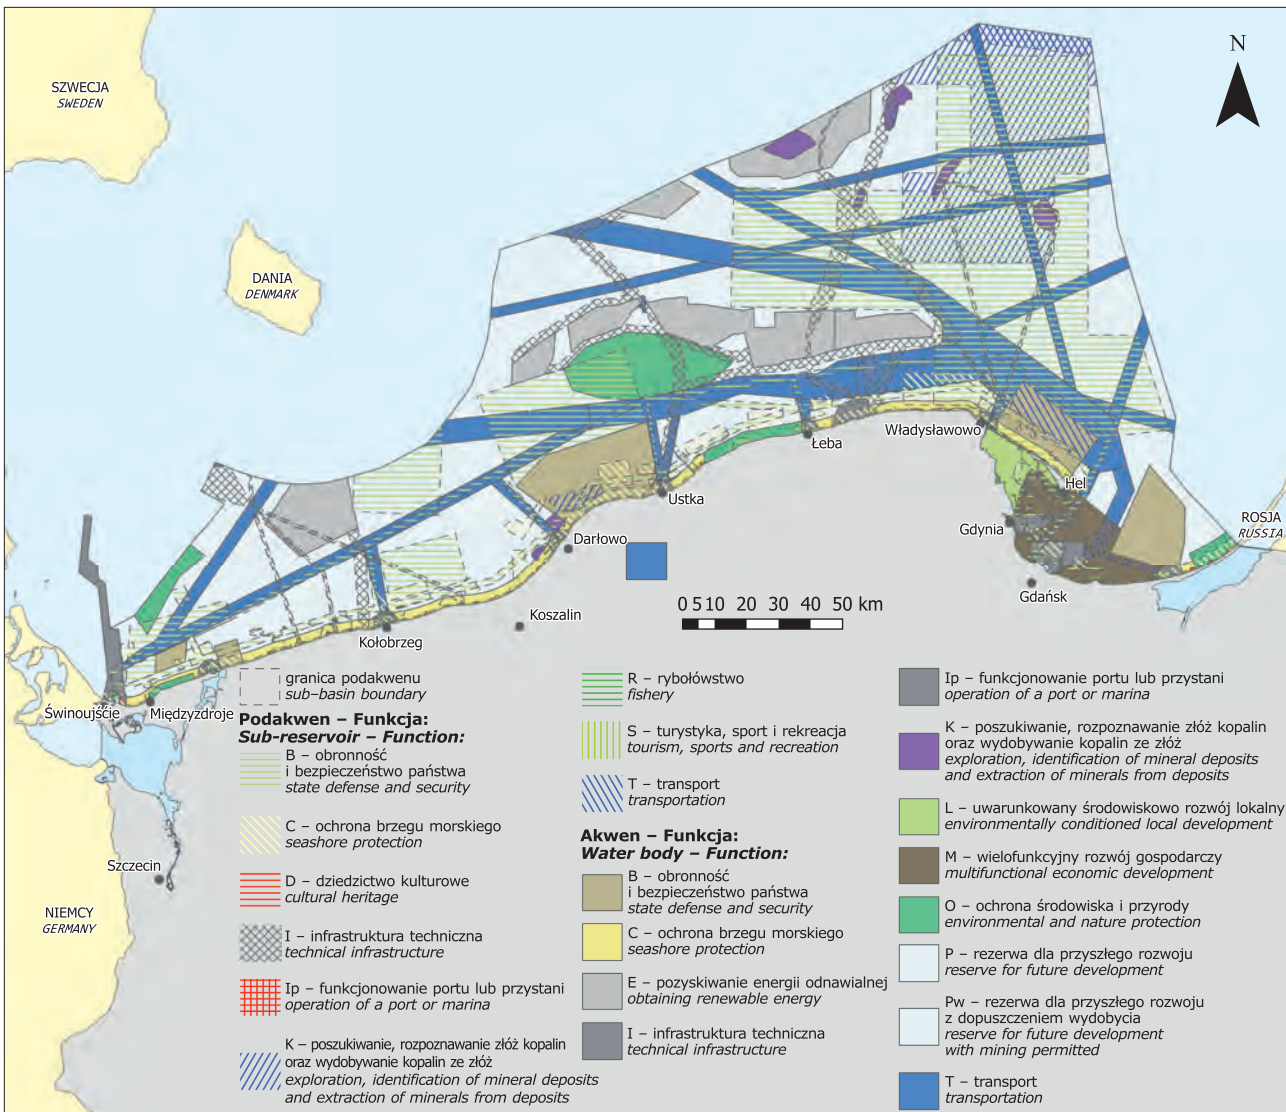 N
SZWECJA
SWEDEN
DANIA
DENMARK
Władysławowo
Łeba
Hel
Ustka
Gdynia
ROSJA
RUSSIA
Darłowo
Gdańsk
0 5 10 20 30 40 50 km
Koszalin
Kołobrzeg
Świnoujśćie
Międzyzdroje
Szczecin
NIEMCY
GERMANY
granica podakwenu
sub–basin boundary
Podakwen – Funkcja:
Sub-reservoir – Function:
B – obronność
i bezpieczeństwo państwa
state defense and security
C – ochrona brzegu morskiego
seashore protection
D – dziedzictwo kulturowe
cultural heritage
I – infrastruktura techniczna
technical infrastructure
Ip – funkcjonowanie portu lub przystani
operation of a port or marina
K – poszukiwanie, rozpoznawanie złóż kopalin
oraz wydobywanie kopalin ze złóż
exploration, identification of mineral deposits
and extraction of minerals from deposits
R – rybołówstwo
fishery
S – turystyka, sport i rekreacja
tourism, sports and recreation
T – transport
transportation
Akwen – Funkcja:
Water body – Function:
B – obronność
i bezpieczeństwo państwa
state defense and security
C – ochrona brzegu morskiego
seashore protection
E – pozyskiwanie energii odnawialnej
obtaining renewable energy
I – infrastruktura techniczna
technical infrastructure
Ip – funkcjonowanie portu lub przystani
operation of a port or marina
K – poszukiwanie, rozpoznawanie złóż kopalin
oraz wydobywanie kopalin ze złóż
exploration, identification of mineral deposits
and extraction of minerals from deposits
L – uwarunkowany środowiskowo rozwój lokalny
environmentally conditioned local development
M – wielofunkcyjny rozwój gospodarczy
multifunctional economic development
O – ochrona środowiska i przyrody
environmental and nature protection
P – rezerwa dla przyszłego rozwoju
reserve for future development
Pw – rezerwa dla przyszłego rozwoju
z dopuszczeniem wydobycia
reserve for future development
with mining permitted
T – transport
transportation